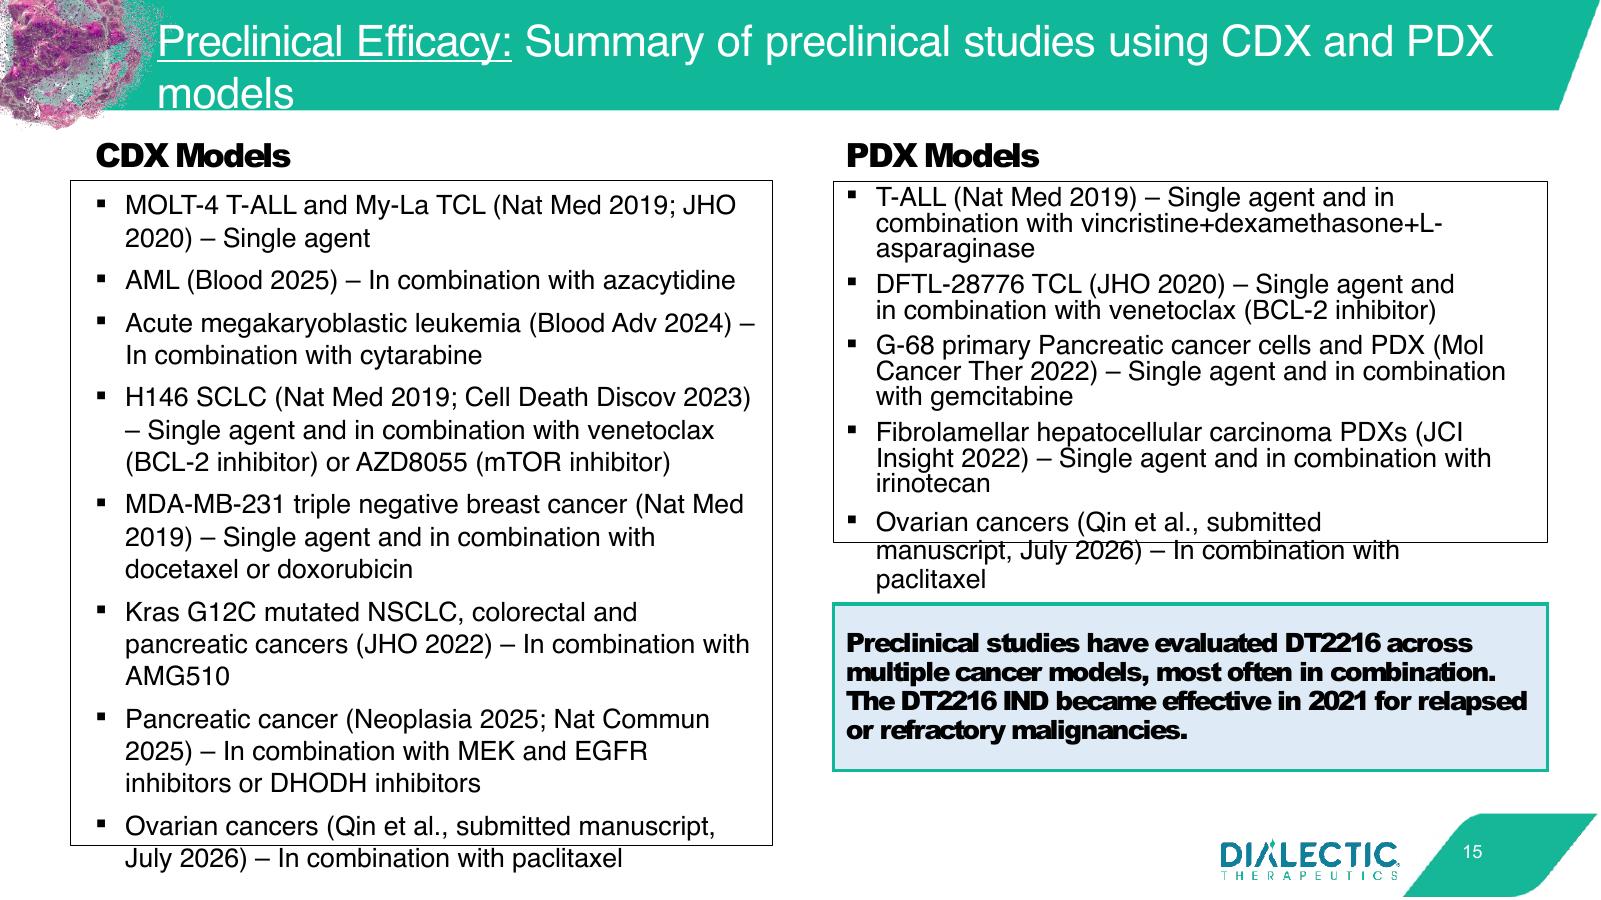 Preclinical Efficacy: Summary of preclinical studies using CDX and PDX
models
CDX Models
▪ MOLT-4 T-ALL and My-La TCL (Nat Med 2019; JHO
2020) – Single agent
▪ AML (Blood 2025) – In combination with azacytidine
▪ Acute megakaryoblastic leukemia (Blood Adv 2024) –
In combination with cytarabine
▪ H146 SCLC (Nat Med 2019; Cell Death Discov 2023)
– Single agent and in combination with venetoclax
(BCL-2 inhibitor) or AZD8055 (mTOR inhibitor)
▪ MDA-MB-231 triple negative breast cancer (Nat Med
2019) – Single agent and in combination with
docetaxel or doxorubicin
▪ Kras G12C mutated NSCLC, colorectal and
pancreatic cancers (JHO 2022) – In combination with
AMG510
▪ Pancreatic cancer (Neoplasia 2025; Nat Commun
2025) – In combination with MEK and EGFR
inhibitors or DHODH inhibitors
▪ Ovarian cancers (Qin et al., submitted manuscript,
July 2026) – In combination with paclitaxel
PDX Models
▪ T-ALL (Nat Med 2019) – Single agent and in
combination with vincristine+dexamethasone+L-
asparaginase
▪ DFTL-28776 TCL (JHO 2020) – Single agent and
in combination with venetoclax (BCL-2 inhibitor)
▪ G-68 primary Pancreatic cancer cells and PDX (Mol
Cancer Ther 2022) – Single agent and in combination
with gemcitabine
▪ Fibrolamellar hepatocellular carcinoma PDXs (JCI
Insight 2022) – Single agent and in combination with
irinotecan
▪ Ovarian cancers (Qin et al., submitted
manuscript, July 2026) – In combination with
paclitaxel
Preclinical studies have evaluated DT2216 across
multiple cancer models, most often in combination.
The DT2216 IND became effective in 2021 for relapsed
or refractory malignancies.
DIALECTIC
THERAPEUTICS
15